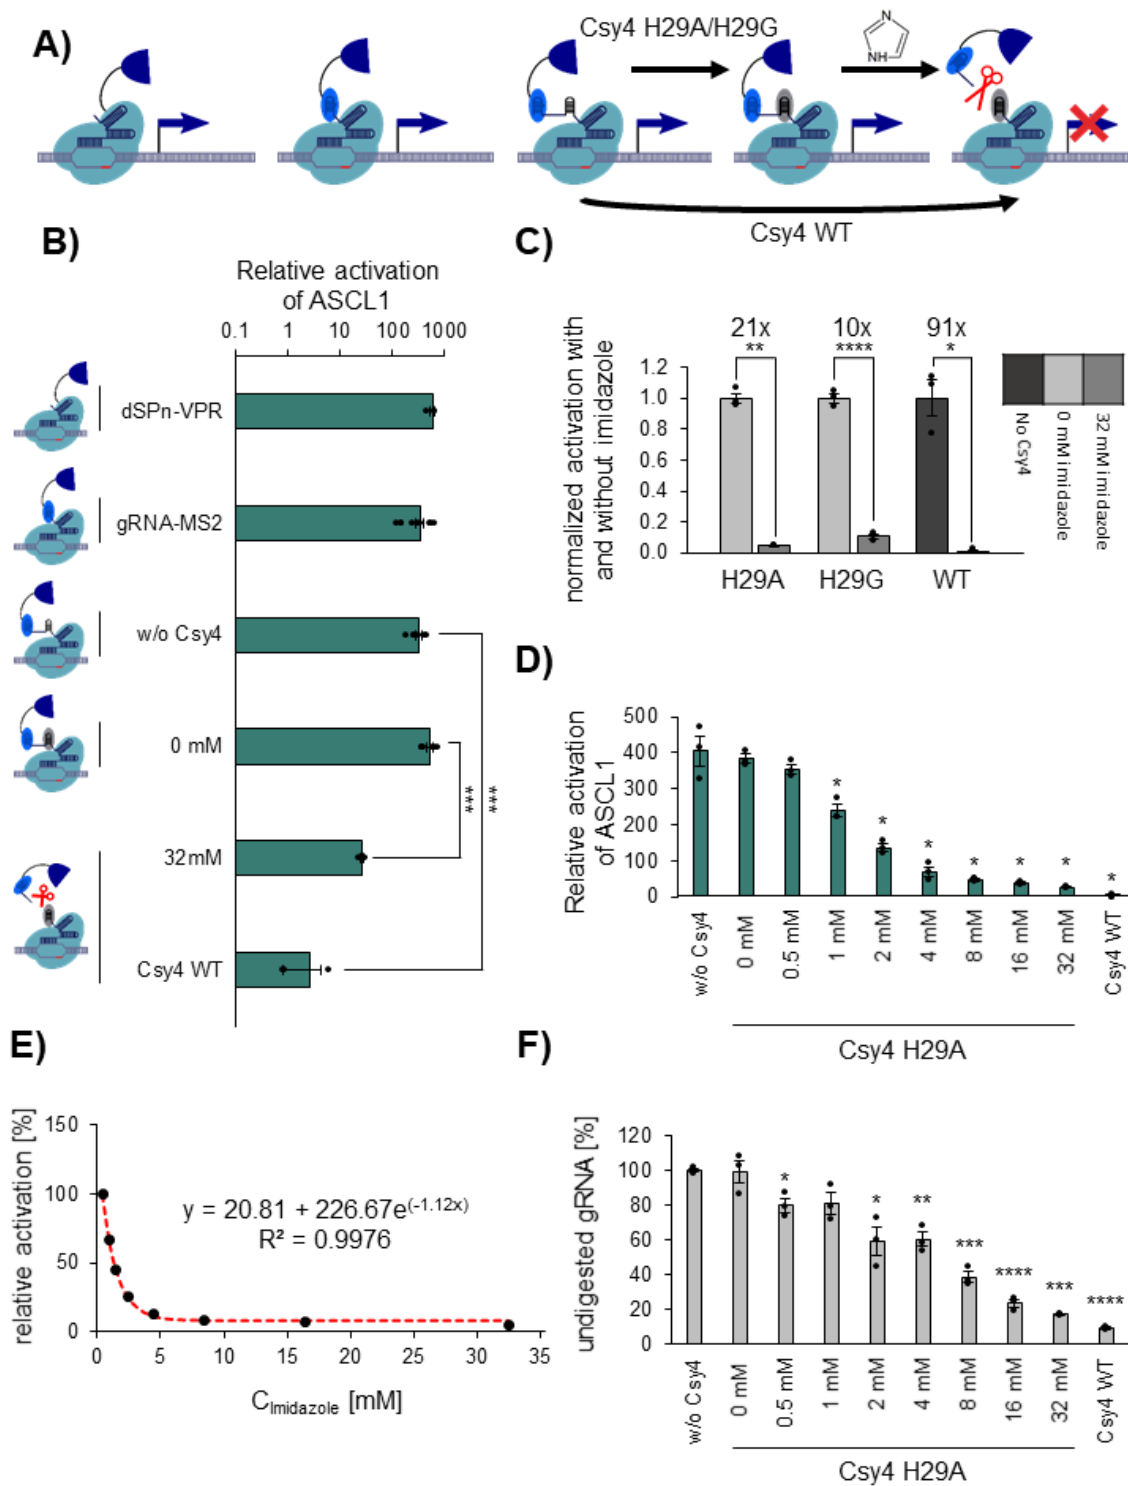 A)
Csy4 H29A/H29G
N
NH
Csy4 WT
B)
Relative activation
of ASCL1
0.1 1 10 100 1000
dSPn-VPR
gRNA-MS2
w/o Csy4
0 mM
32mM
Csy4 WT
***
***
C)
normalized activation with
and without imidazole
21x 10x 91x
** **** *
1.2
1.0
0.8
0.6
0.4
0.2
0.0
H29A H29G WT
No Csy4
0 mM imidazole
32 mM imidazole
D)
Relative activation
of ASCL1
500
400
300
200
100
0
* * * * * * *
w/o Csy4
0 mM
0.5 mM
1 mM
2 mM
4 mM
8 mM
16 mM
32 mM
Csy4 WT
Csy4 H29A
E)
relative activation [%]
150
100
50
0
y = 20.81 + 226.67e(-1.12x)
R² = 0.9976
0 5 10 15 20 25 30 35
CImidazole [mM]
F)
undigested gRNA [%]
120
100
80
60
40
20
0
* * ** *** **** *** ****
w/o Csy4
0 mM
0.5 mM
1 mM
2 mM
4 mM
8 mM
16 mM
32 mM
Csy4 WT
Csy4 H29A